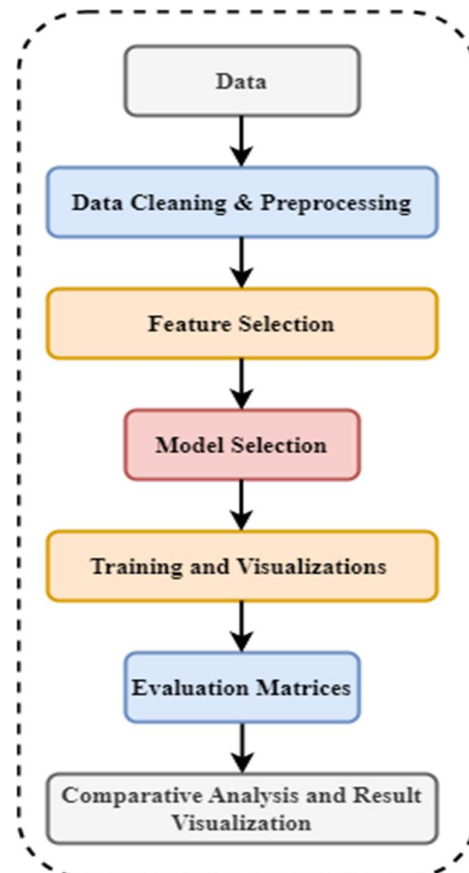 Data
Data Cleaning & Preprocessing
Feature Selection
Model Selection
Training and Visualizations
Evaluation Matrices
Comparative Analysis and Result
Visualization